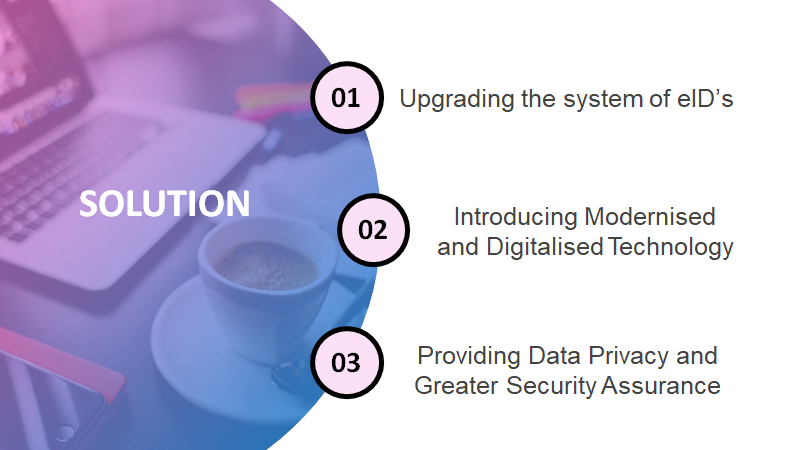 SOLUTION
01
Upgrading the system of eID’s
02
Introducing Modernised
and Digitalised Technology
03
Providing Data Privacy and
Greater Security Assurance